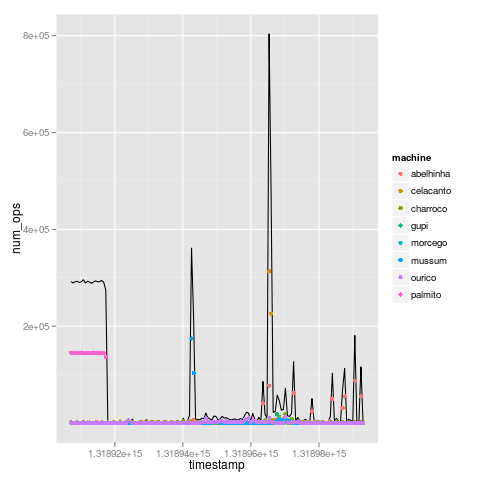 8e+05
6e+05
4e+05
2e+05
num_ops
1.31892e+15 1.31894e+15 1.31896e+15 1.31898e+15
timestamp
machine
abelhinha
celacanto
charroco
gupi
morcego
mussum
ourico
palmito